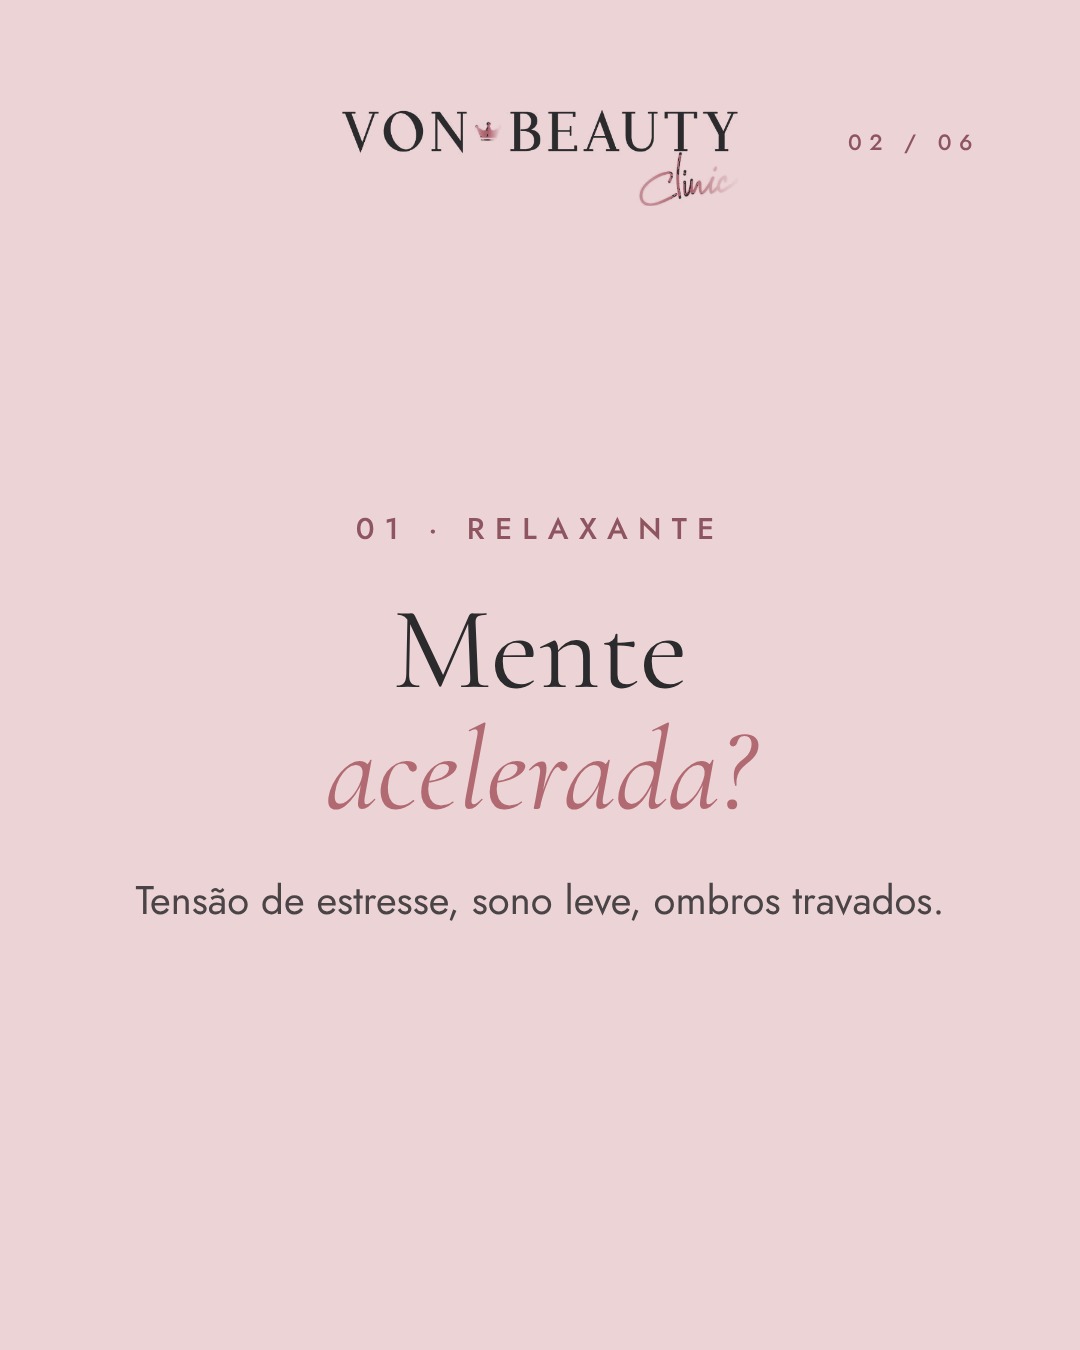 VON BEAUTY
Clinic
02 / 06
01 · RELAXANTE
Mente
acelerada?
Tensão de estresse, sono leve, ombros travados.